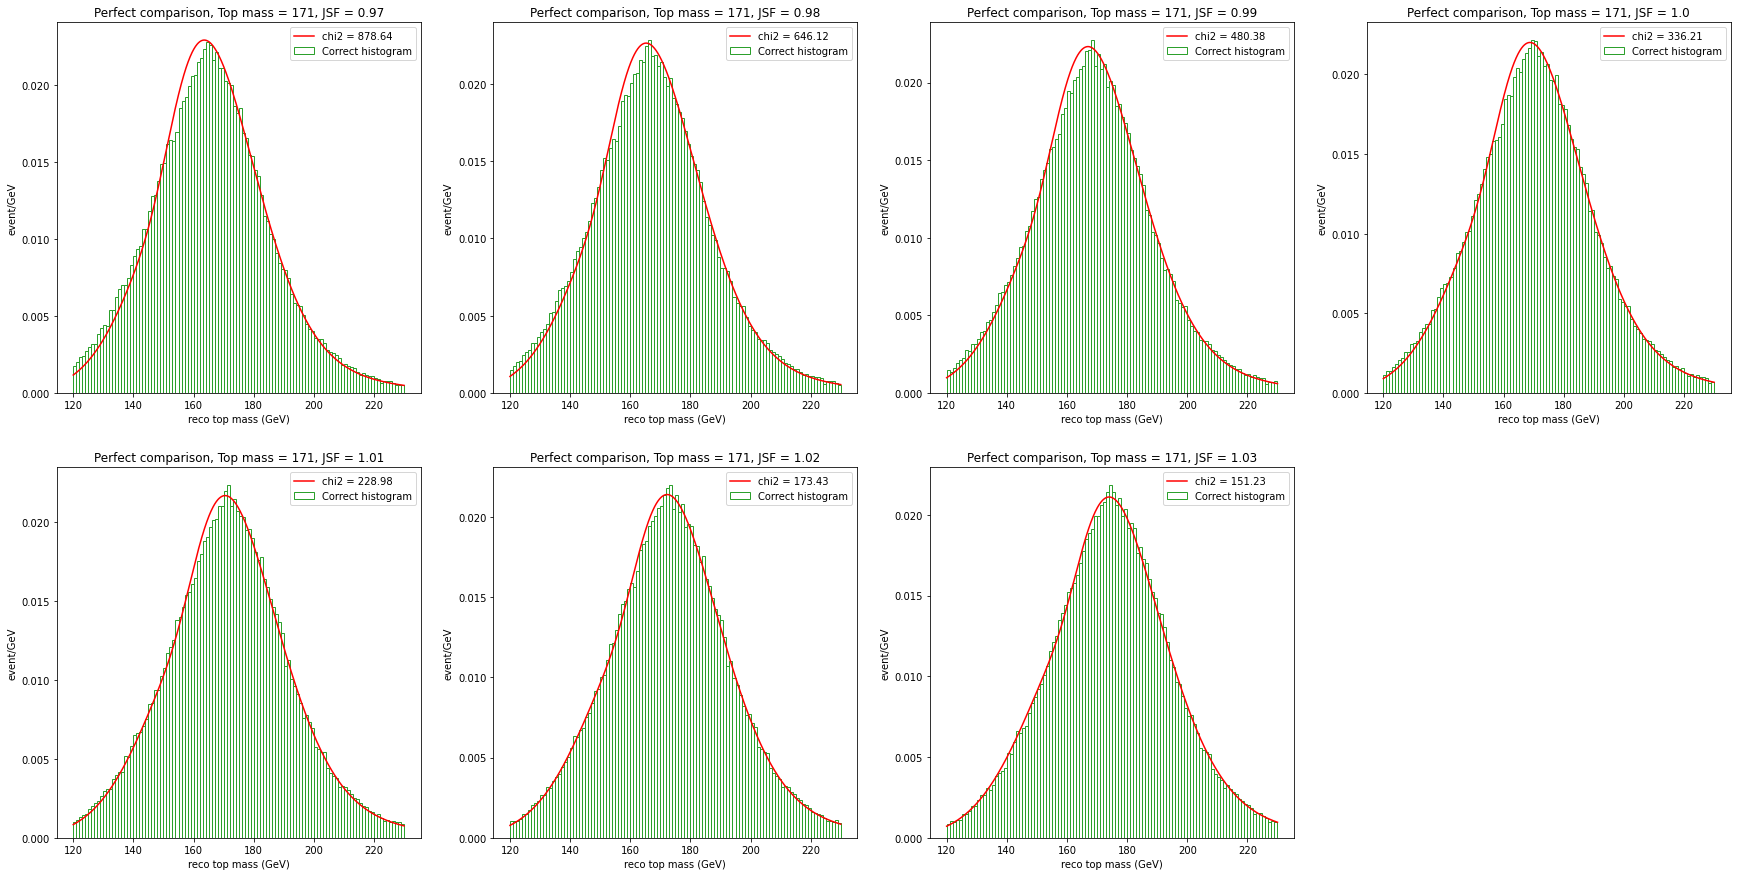 Perfect comparison, Top mass = 171, JSF = 0.97
chi2 = 878.64
Correct histogram
event/GeV
0.020
0.015
0.010
0.005
0.000
120 140 160 180 200 220
reco top mass (GeV)
Perfect comparison, Top mass = 171, JSF = 0.98
chi2 = 646.12
Correct histogram
event/GeV
0.020
0.015
0.010
0.005
0.000
120 140 160 180 200 220
reco top mass (GeV)
Perfect comparison, Top mass = 171, JSF = 0.99
chi2 = 480.38
Correct histogram
event/GeV
0.020
0.015
0.010
0.005
0.000
120 140 160 180 200 220
reco top mass (GeV)
Perfect comparison, Top mass = 171, JSF = 1.0
chi2 = 336.21
Correct histogram
event/GeV
0.020
0.015
0.010
0.005
0.000
120 140 160 180 200 220
reco top mass (GeV)
Perfect comparison, Top mass = 171, JSF = 1.01
chi2 = 228.98
Correct histogram
event/GeV
0.020
0.015
0.010
0.005
0.000
120 140 160 180 200 220
reco top mass (GeV)
Perfect comparison, Top mass = 171, JSF = 1.02
chi2 = 173.43
Correct histogram
event/GeV
0.020
0.015
0.010
0.005
0.000
120 140 160 180 200 220
reco top mass (GeV)
Perfect comparison, Top mass = 171, JSF = 1.03
chi2 = 151.23
Correct histogram
event/GeV
0.020
0.015
0.010
0.005
0.000
120 140 160 180 200 220
reco top mass (GeV)